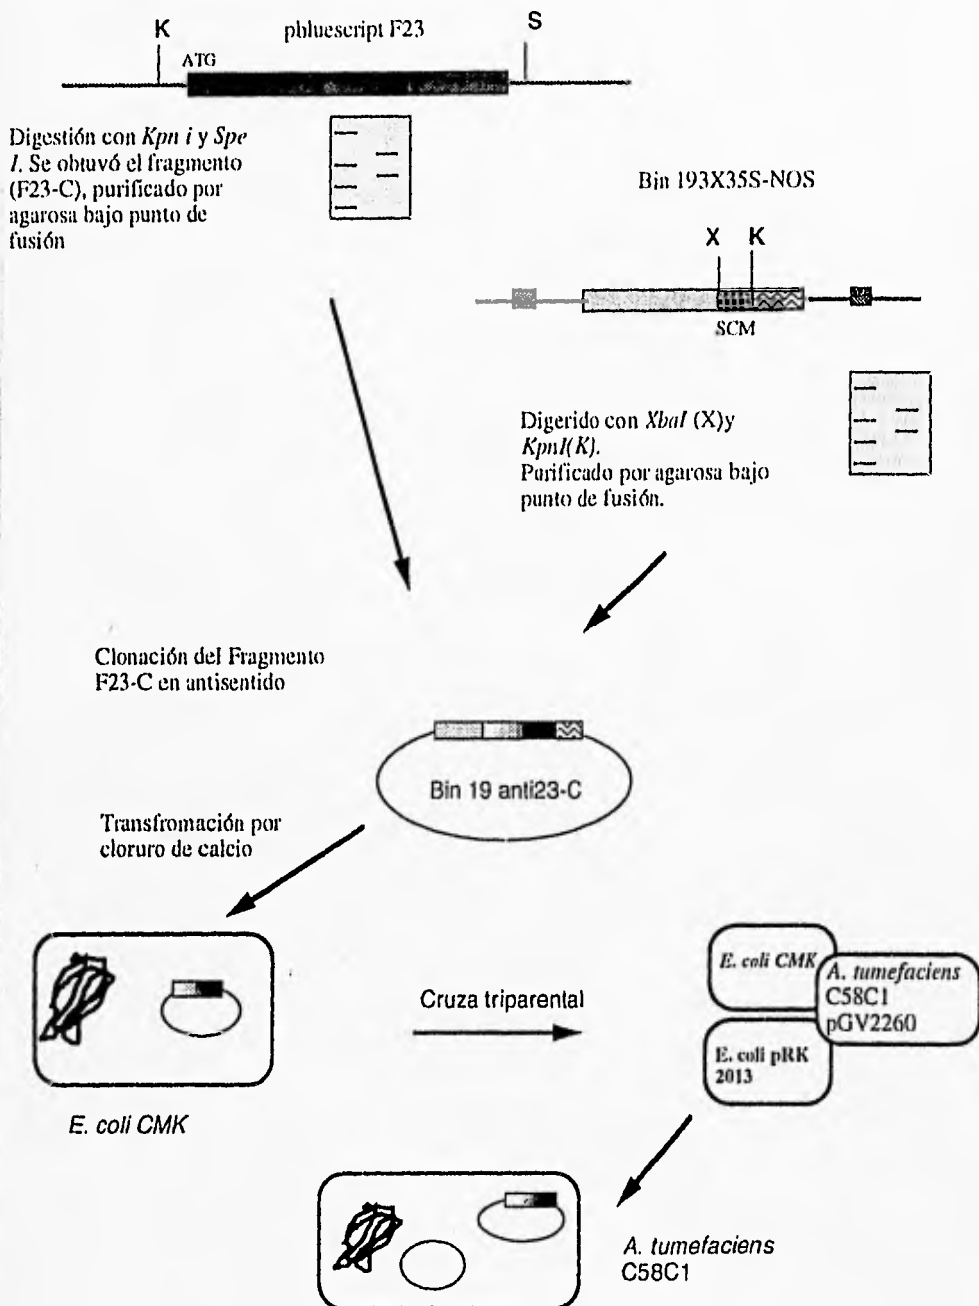 K
pbluescript F23
S
ATG
Digestión con Kpn i y Spe
I. Se obtuvó el fragmento
(F23-C), purificado por
agarosa bajo punto de
fusión
Bin 193X35S-NOS
X K
SCM
Digerido con XbaI (X)y
KpnI(K).
Purificado por agarosa bajo
punto de fusión.
Clonación del Fragmento
F23-C en antisentido
Bin 19 anti23-C
Transfromación por
cloruro de calcio
E. coli CMK
Cruza triparental
E. coli CMK
A. tumefaciens
C58C1
pGV2260
E. coli pRK
2013
A. tumefaciens
C58C1